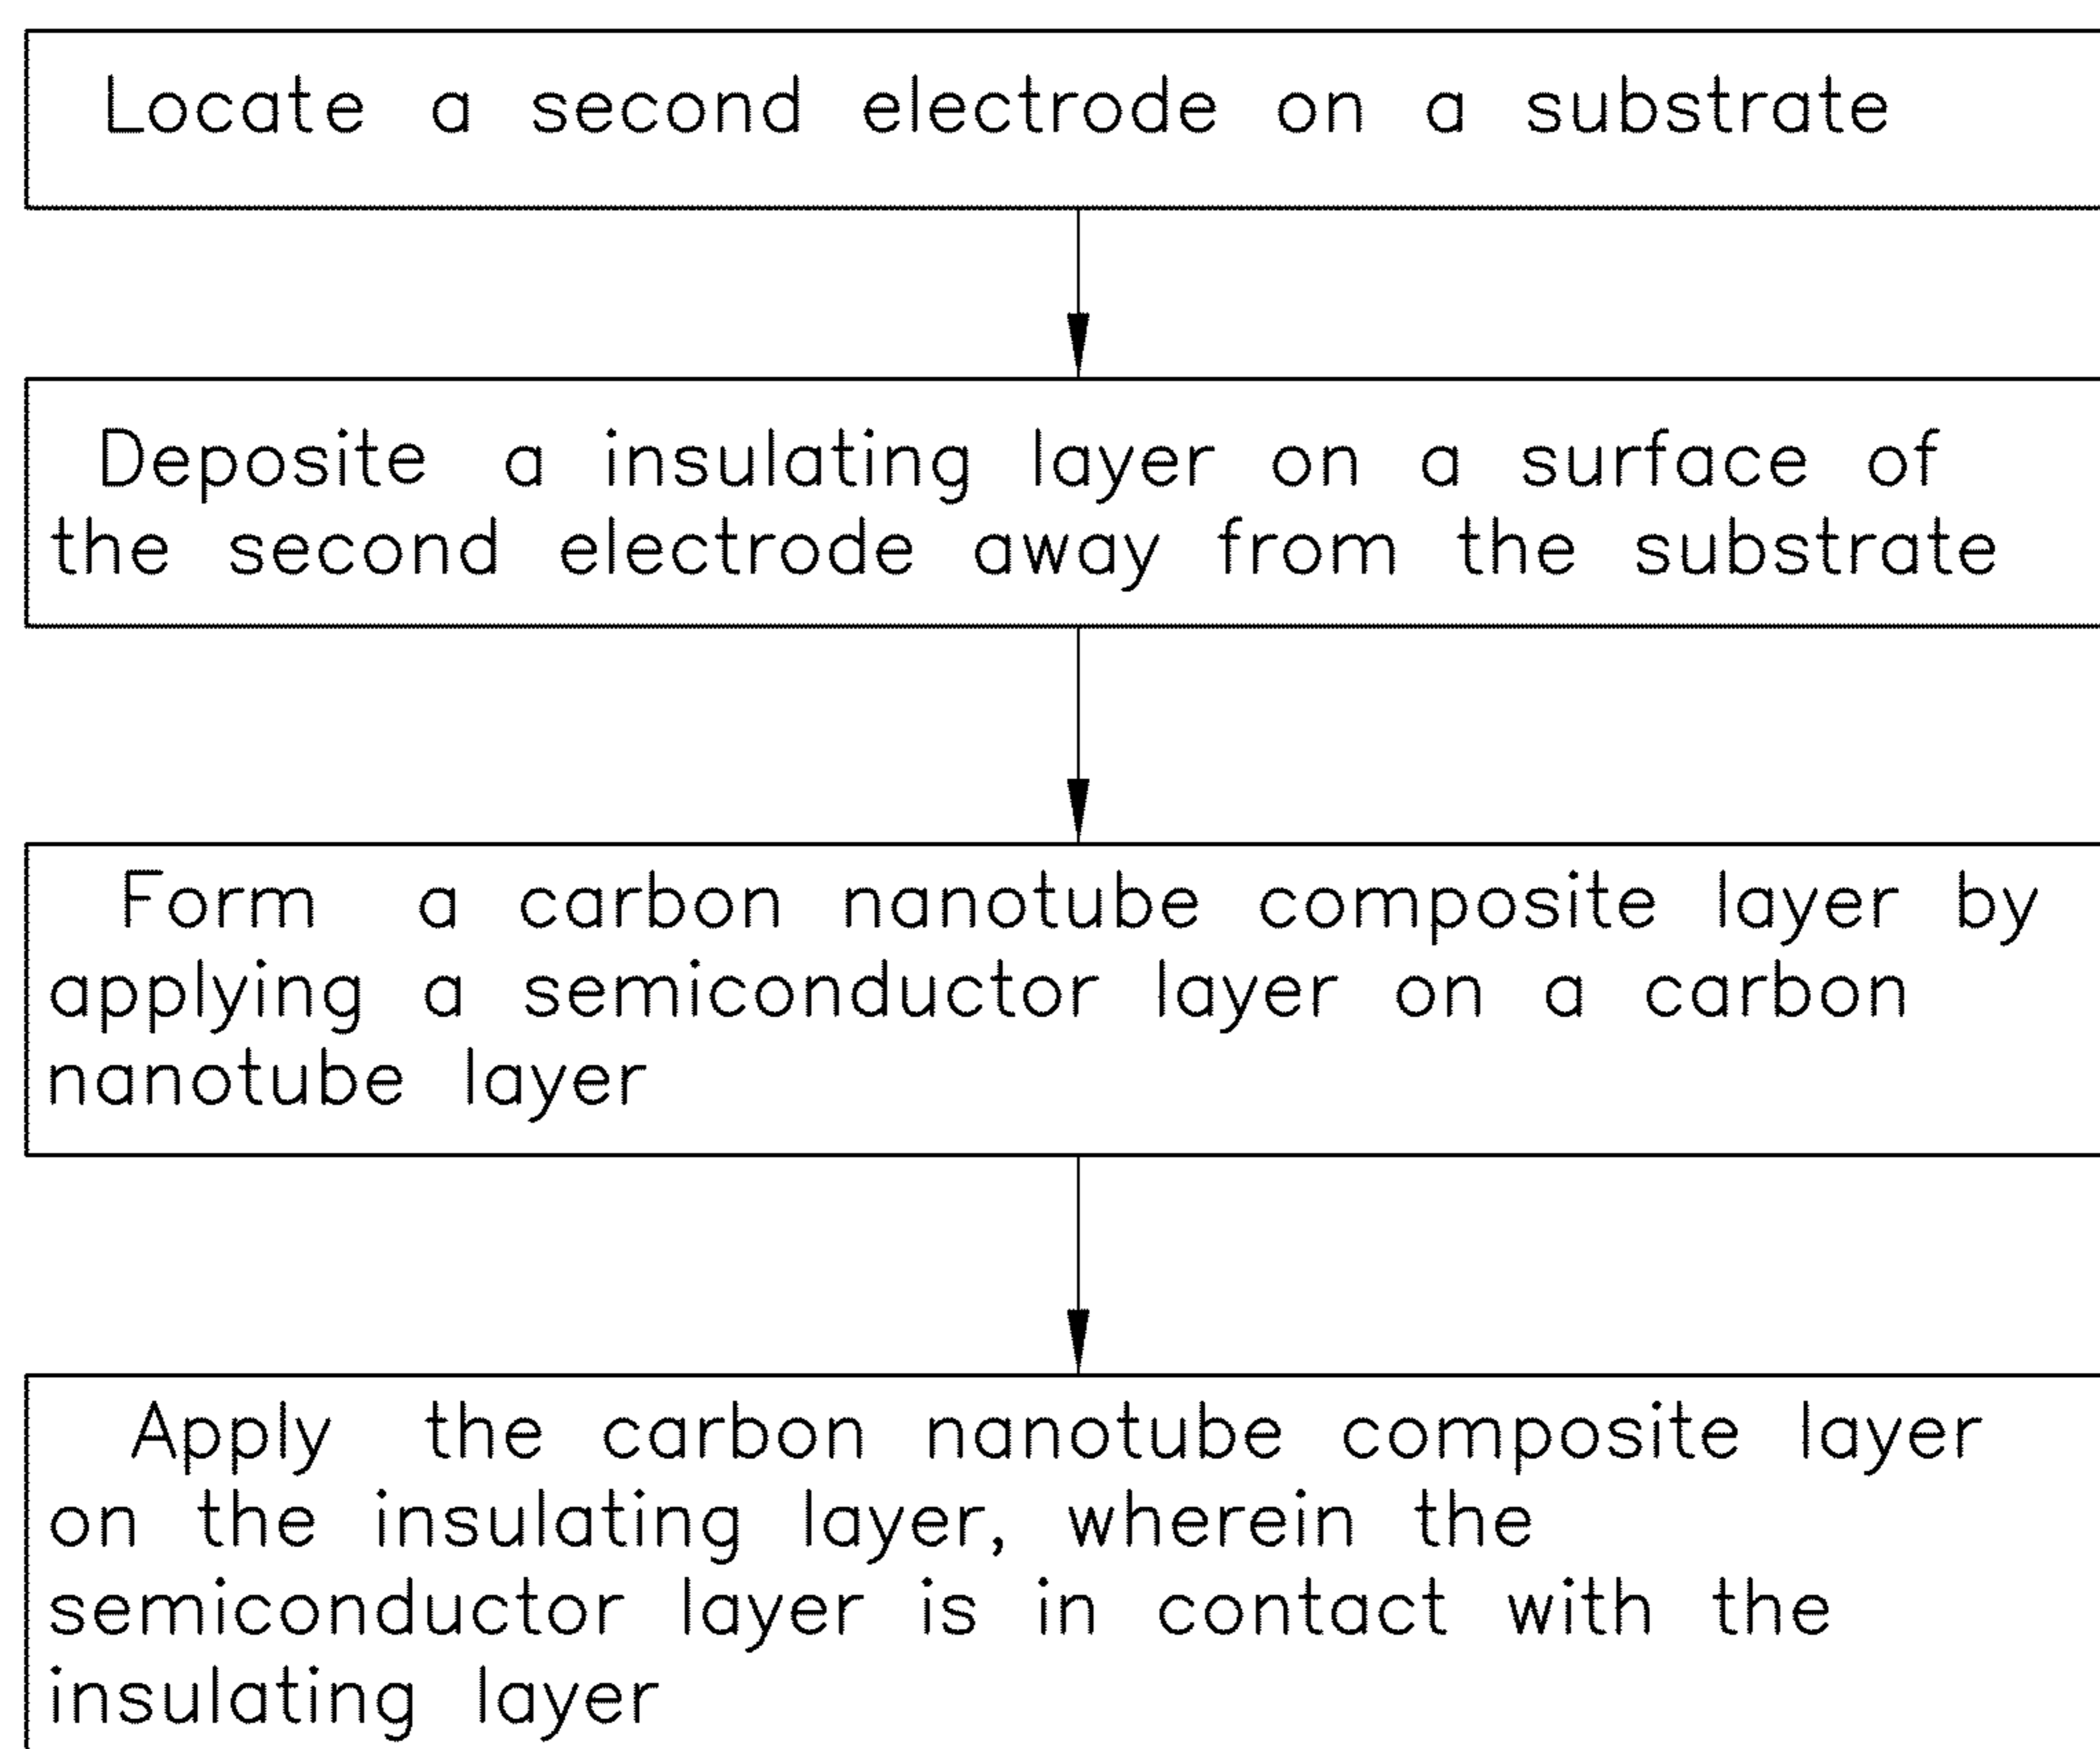 Locate a second electrode on a substrate
Deposite a insulating layer on a surface of
the second electrode away from the substrate
Form a carbon nanotube composite layer by
applying a semiconductor layer on a carbon
nanotube layer
Apply the carbon nanotube composite layer
on the insulating layer, wherein the
semiconductor layer is in contact with the
insulating layer